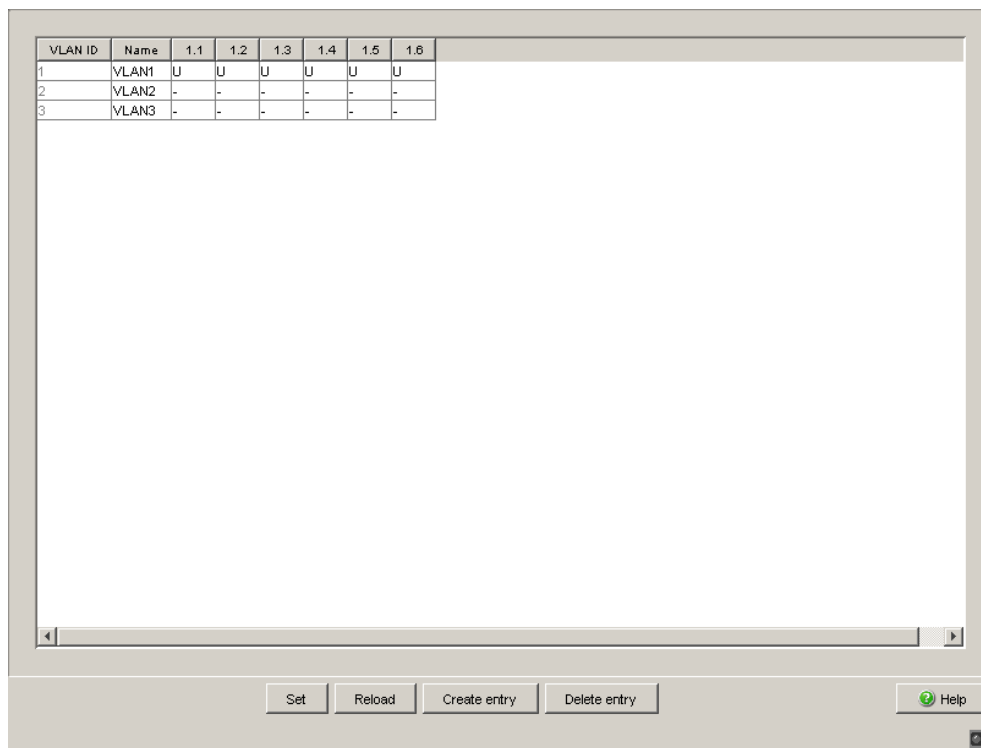 VLAN ID Name 1.1 1.2 1.3 1.4 1.5 1.6
1 VLAN1 U U U U U U
2 VLAN2 - - - - - -
3 VLAN3 - - - - - -
Set Reload Create entry Delete entry Help